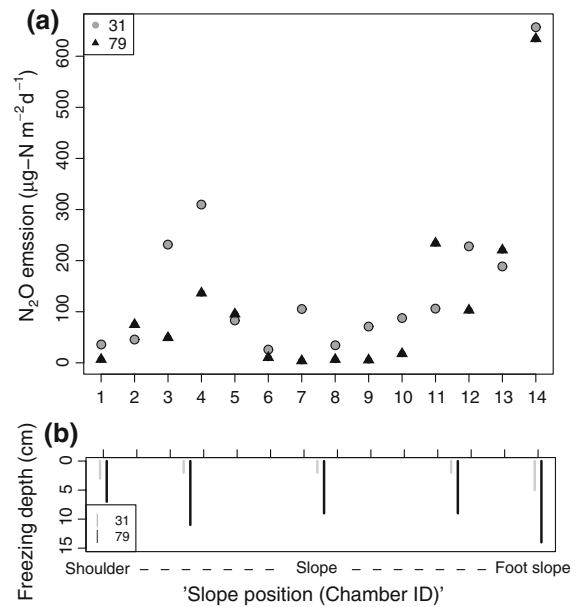 (a)
31
79
N₂O emssion (μg–N m⁻²d⁻¹)
0 100 200 300 400 600
1 2 3 4 5 6 7 8 9 10 11 12 13 14
(b)
Freezing depth (cm)
0 5 10 15
31
79
Shoulder – – – – – – – – Slope – – – – – – – – Foot slope
'Slope position (Chamber ID)'